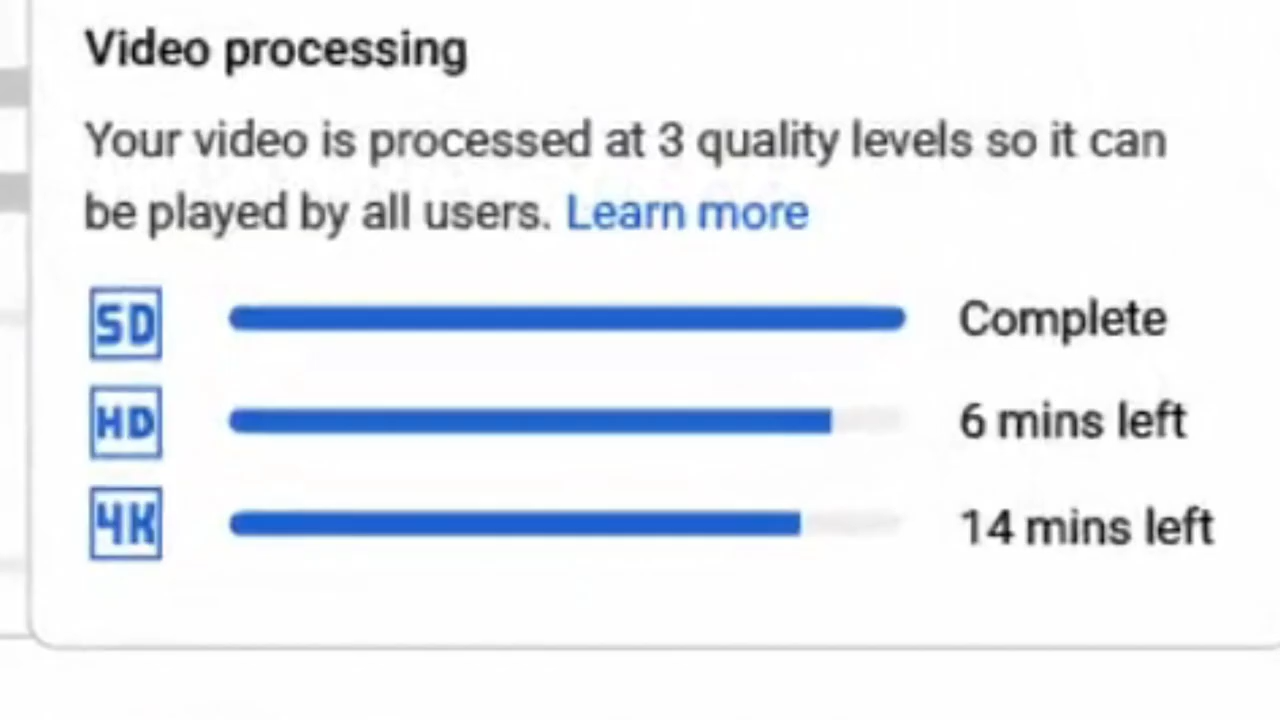 Video processing
Your video is processed at 3 quality levels so it can
be played by all users. Learn more
SD Complete
HD 6 mins left
4K 14 mins left